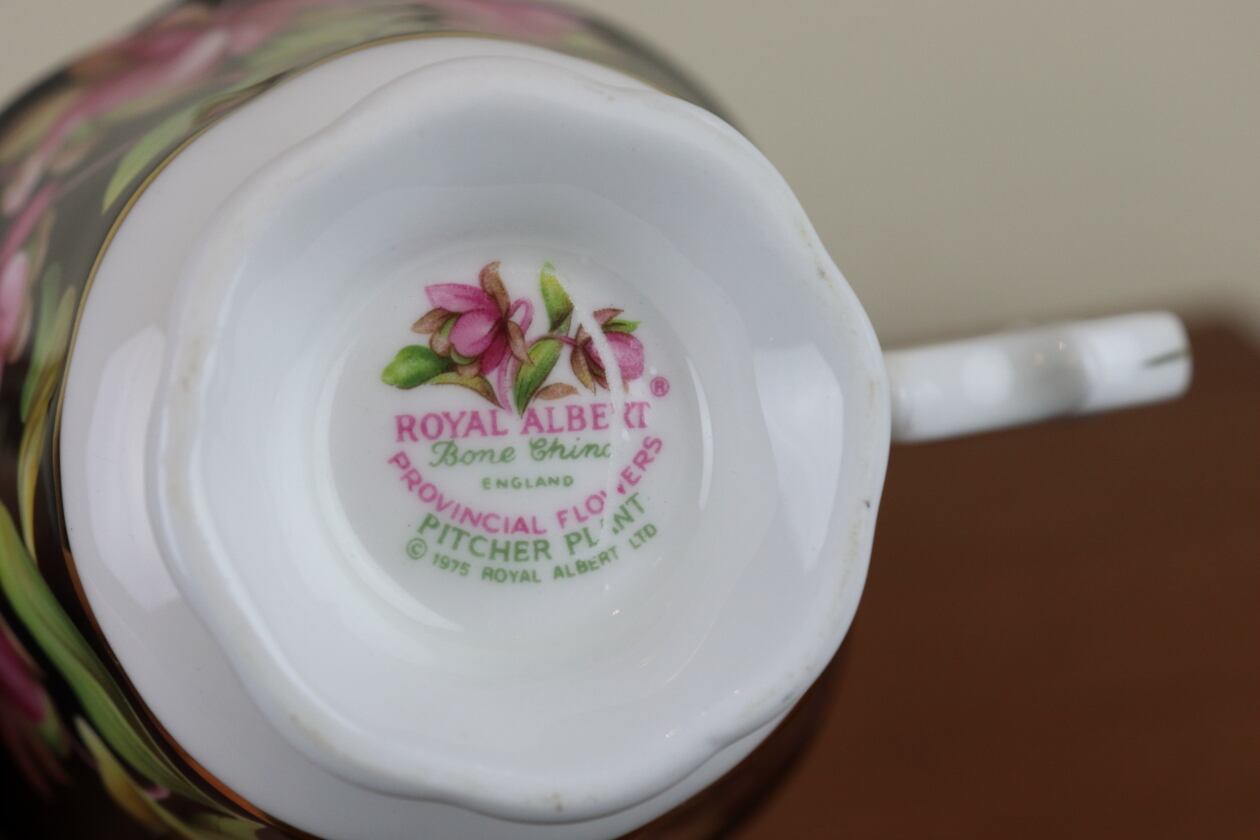 ®
ROYAL ALBERT
Bone China
ENGLAND
PROVINCIAL FLOWERS
PITCHER PLANT
© 1975 ROYAL ALBERT LTD